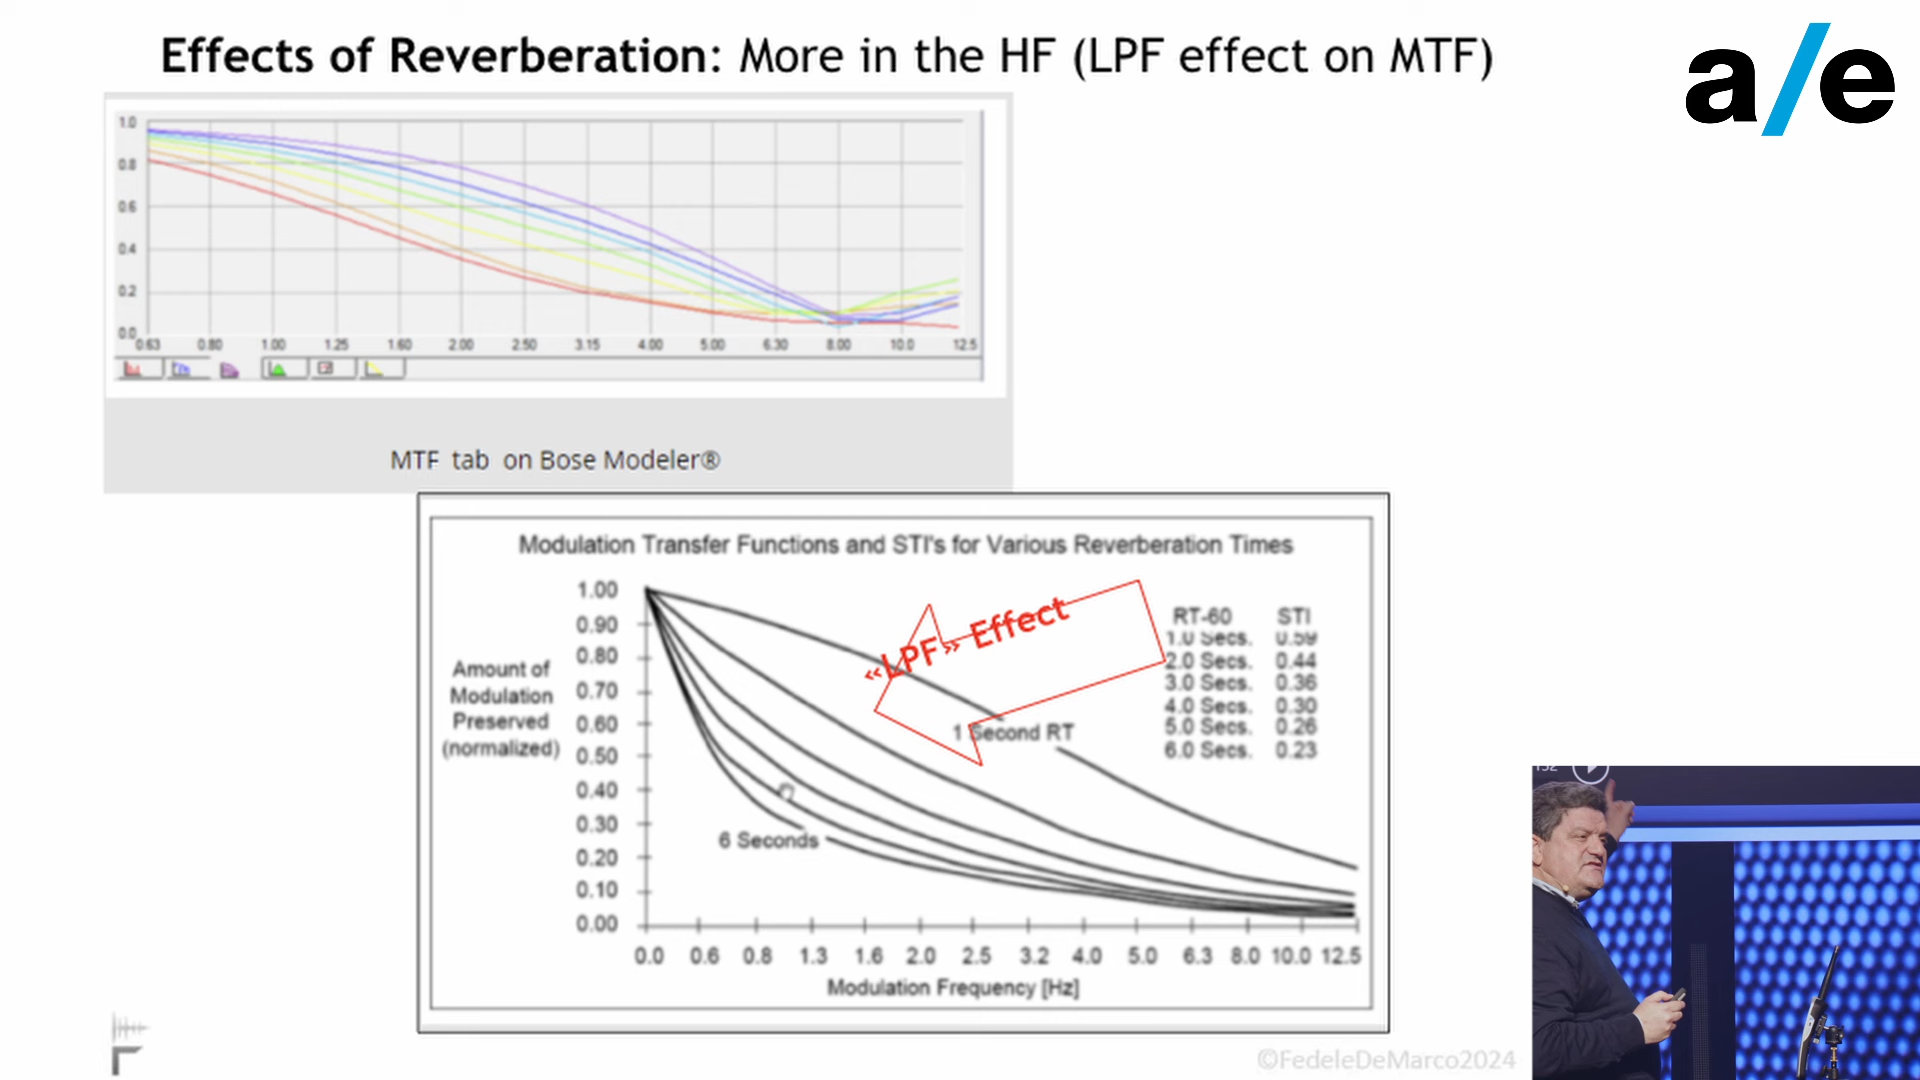 Effects of Reverberation: More in the HF (LPF effect on MTF)
a/e
1.0
0.8
0.6
0.4
0.2
0.0
0.63 0.80 1.00 1.25 1.60 2.00 2.50 3.15 4.00 5.00 6.30 8.00 10.0 12.5
MTF tab on Bose Modeler®
Modulation Transfer Functions and STI's for Various Reverberation Times
1.00
0.90
0.80
0.70
0.60
0.50
0.40
0.30
0.20
0.10
0.00
Amount of
Modulation
Preserved
(normalized)
«LPF» Effect
1 Second RT
6 Seconds
RT-60 STI
1.0 Secs. 0.59
2.0 Secs. 0.44
3.0 Secs. 0.36
4.0 Secs. 0.30
5.0 Secs. 0.26
6.0 Secs. 0.23
0.0 0.6 0.8 1.3 1.6 2.0 2.5 3.2 4.0 5.0 6.3 8.0 10.0 12.5
Modulation Frequency [Hz]
©FedeleDeMarco2024